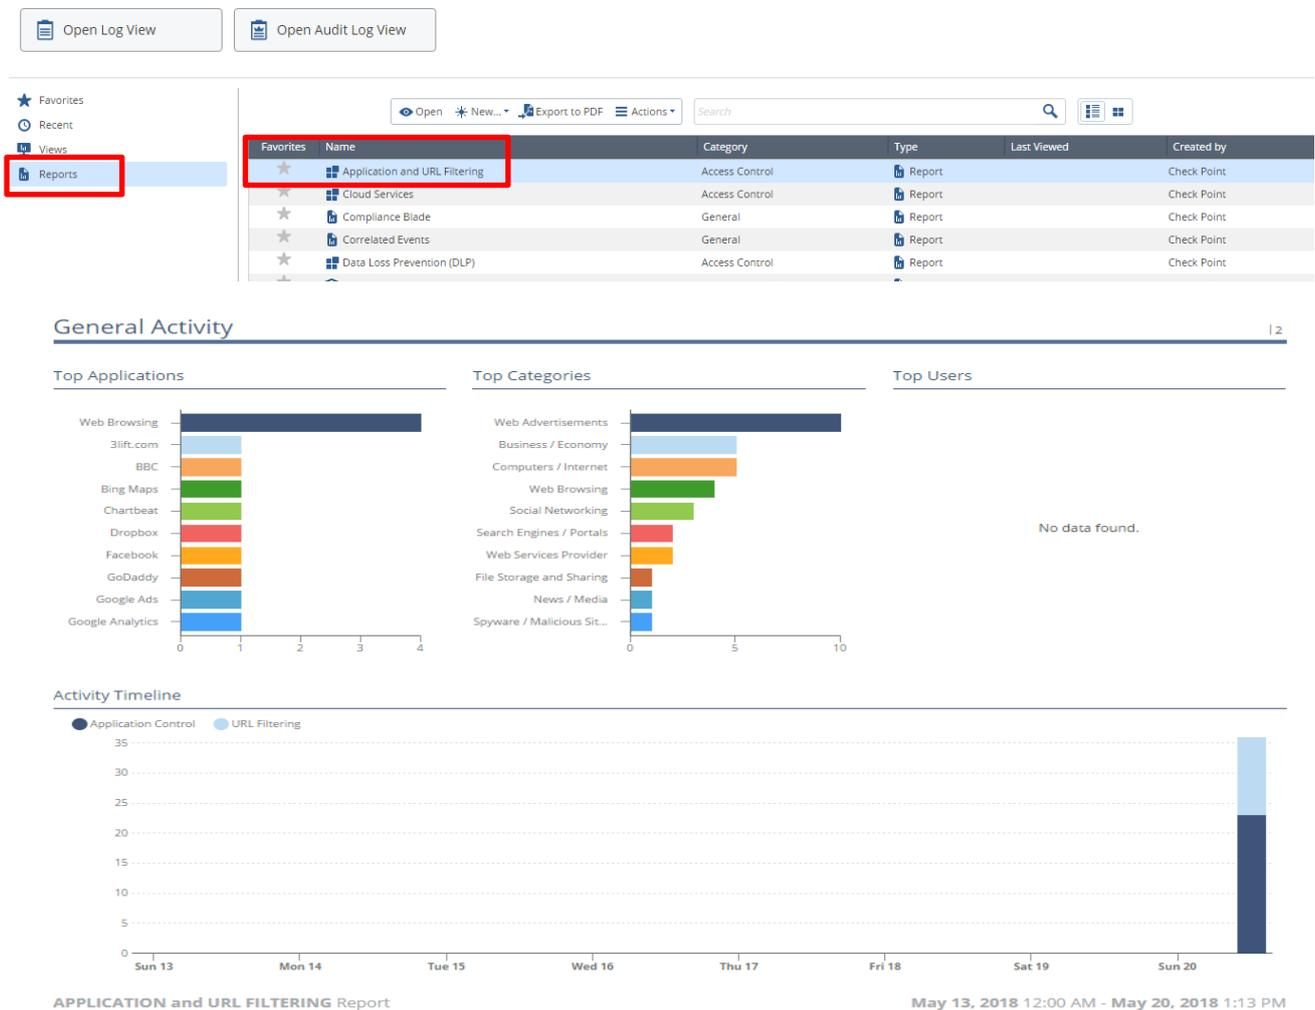 Open Log View
Open Audit Log View
Favorites
Recent
Views
Reports
Open New... Export to PDF Actions Search
Favorites Name Category Type Last Viewed Created by
Application and URL Filtering Access Control Report Check Point
Cloud Services Access Control Report Check Point
Compliance Blade General Report Check Point
Correlated Events General Report Check Point
Data Loss Prevention (DLP) Access Control Report Check Point
General Activity
|2
Top Applications
Web Browsing
3lift.com
BBC
Bing Maps
Chartbeat
Dropbox
Facebook
GoDaddy
Google Ads
Google Analytics
0 1 2 3 4
Top Categories
Web Advertisements
Business / Economy
Computers / Internet
Web Browsing
Social Networking
Search Engines / Portals
Web Services Provider
File Storage and Sharing
News / Media
Spyware / Malicious Sit...
0 5 10
Top Users
No data found.
Activity Timeline
Application Control URL Filtering
35
30
25
20
15
10
5
0
Sun 13 Mon 14 Tue 15 Wed 16 Thu 17 Fri 18 Sat 19 Sun 20
APPLICATION and URL FILTERING Report
May 13, 2018 12:00 AM - May 20, 2018 1:13 PM